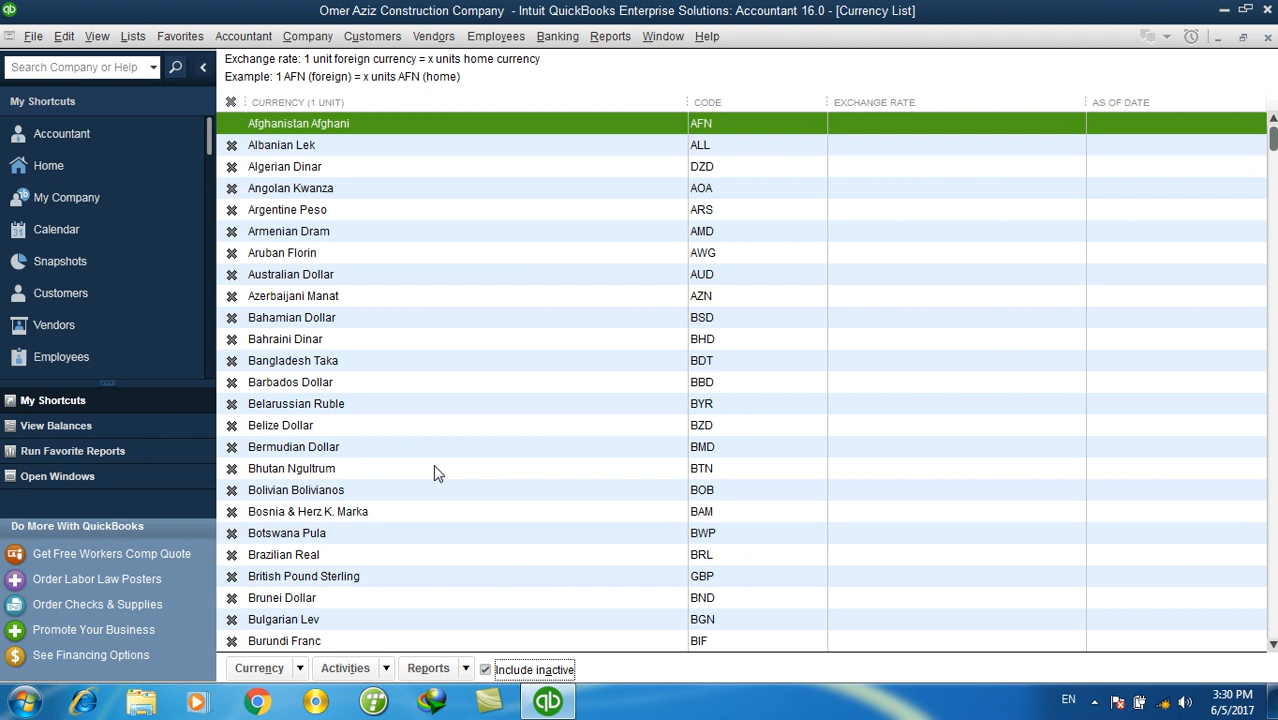 Omer Aziz Construction Company - Intuit QuickBooks Enterprise Solutions: Accountant 16.0 - [Currency List]
File Edit View Lists Favorites Accountant Company Customers Vendors Employees Banking Reports Window Help
Search Company or Help
Exchange rate: 1 unit foreign currency = x units home currency
Example: 1 AFN (foreign) = x units AFN (home)
My Shortcuts
Accountant
Home
My Company
Calendar
Snapshots
Customers
Vendors
Employees
My Shortcuts
View Balances
Run Favorite Reports
Open Windows
Do More With QuickBooks
Get Free Workers Comp Quote
Order Labor Law Posters
Order Checks & Supplies
Promote Your Business
See Financing Options
CURRENCY (1 UNIT) CODE EXCHANGE RATE AS OF DATE
Afghanistan Afghani AFN
Albanian Lek ALL
Algerian Dinar DZD
Angolan Kwanza AOA
Argentine Peso ARS
Armenian Dram AMD
Aruban Florin AWG
Australian Dollar AUD
Azerbaijani Manat AZN
Bahamian Dollar BSD
Bahraini Dinar BHD
Bangladesh Taka BDT
Barbados Dollar BBD
Belarussian Ruble BYR
Belize Dollar BZD
Bermudian Dollar BMD
Bhutan Ngultrum BTN
Bolivian Bolivianos BOB
Bosnia & Herz K. Marka BAM
Botswana Pula BWP
Brazilian Real BRL
British Pound Sterling GBP
Brunei Dollar BND
Bulgarian Lev BGN
Burundi Franc BIF
Currency Activities Reports Include inactive
EN
3:30 PM
6/5/2017